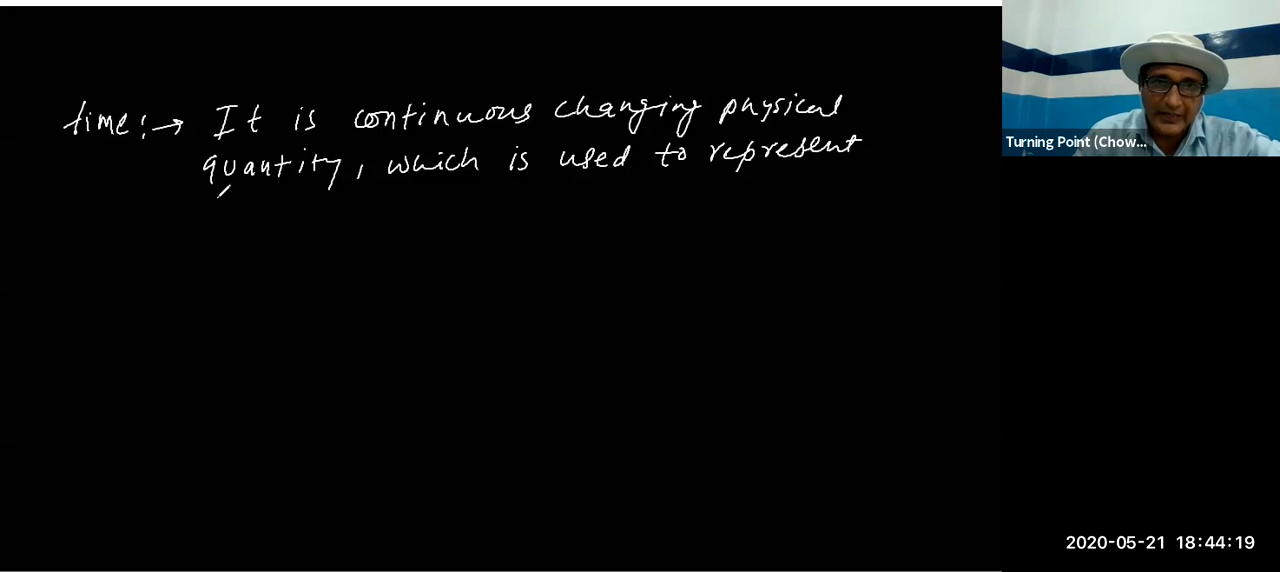 time:→ It is continuous changing physical
quantity, which is used to represent
Turning Point (Chow...
2020-05-21 18:44:19